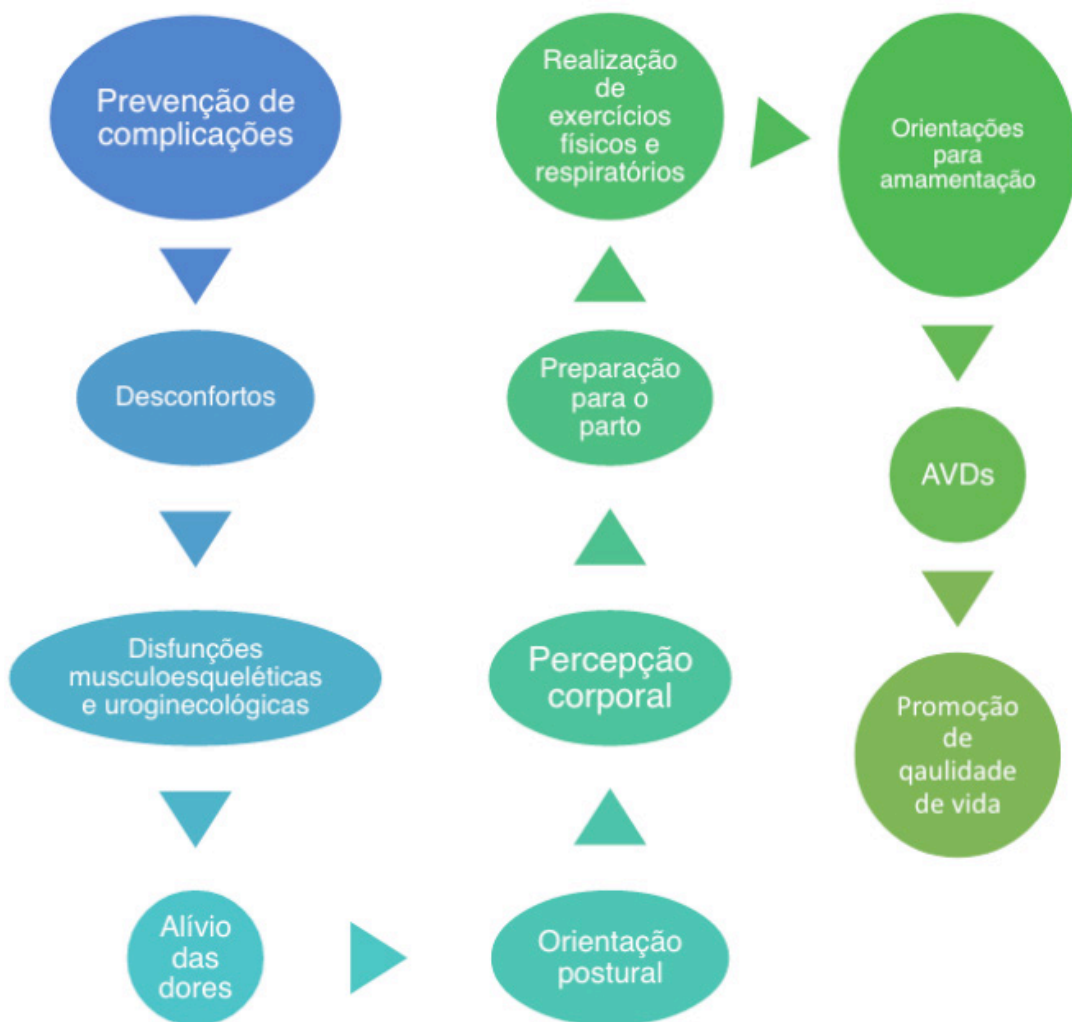 Prevenção de
complicações
Desconfortos
Disfunções
musculoesqueléticas
e uroginecológicas
Alívio
das
dores
Orientação
postural
Percepção
corporal
Preparação
para o
parto
Realização
de
exercícios
físicos e
respiratórios
Orientações
para
amamentação
AVDs
Promoção
de
qaulidade
de vida